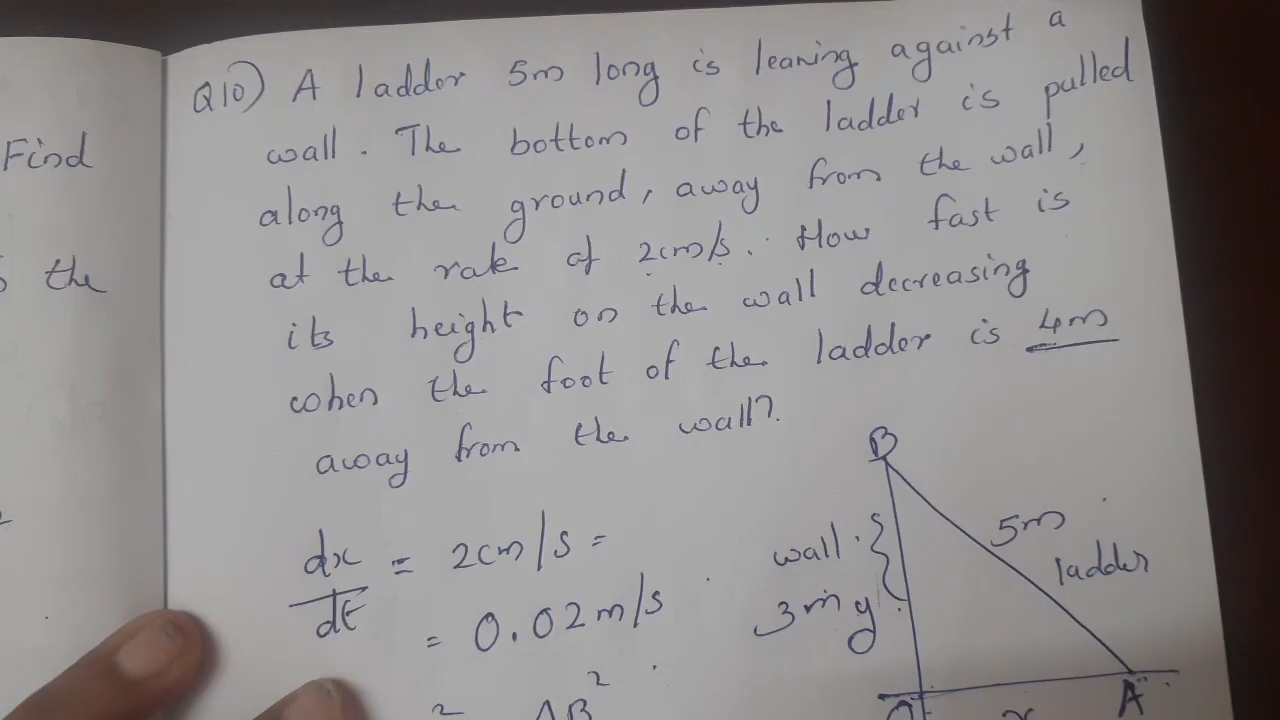 Find
the
Q10) A ladder 5m long is leaning against a
wall. The bottom of the ladder is pulled
along the ground, away from the wall,
at the rate of 2cm/s. How fast is
its height on the wall decreasing
when the foot of the ladder is 4m
away from the wall?
dx/dt = 2cm/s =
= 0.02m/s
2 AB²
B
5m
ladder
wall
3m y
O
x
A